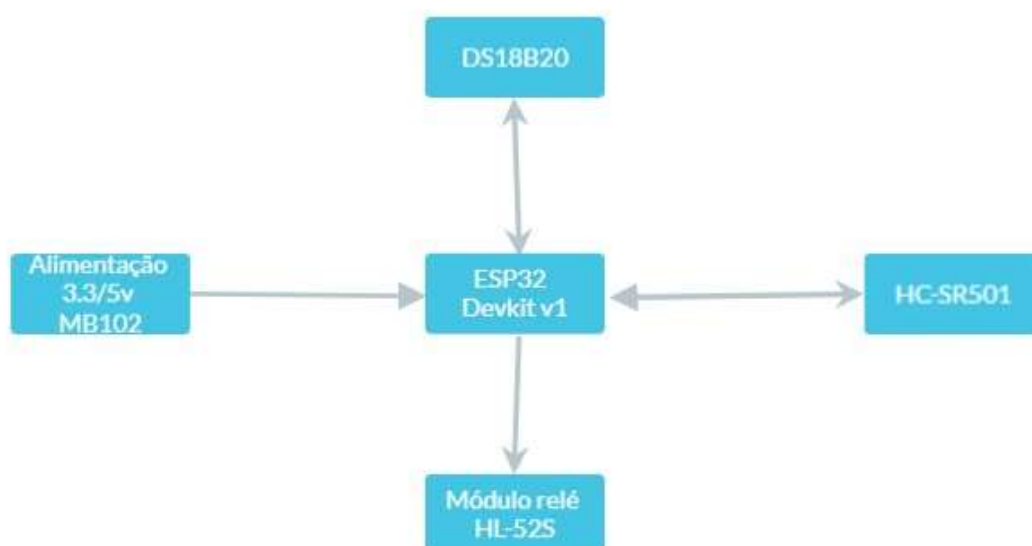 DS18B20
Alimentação
3.3/5v
MB102
ESP32
Devkit v1
HC-SR501
Módulo relé
HL-52S